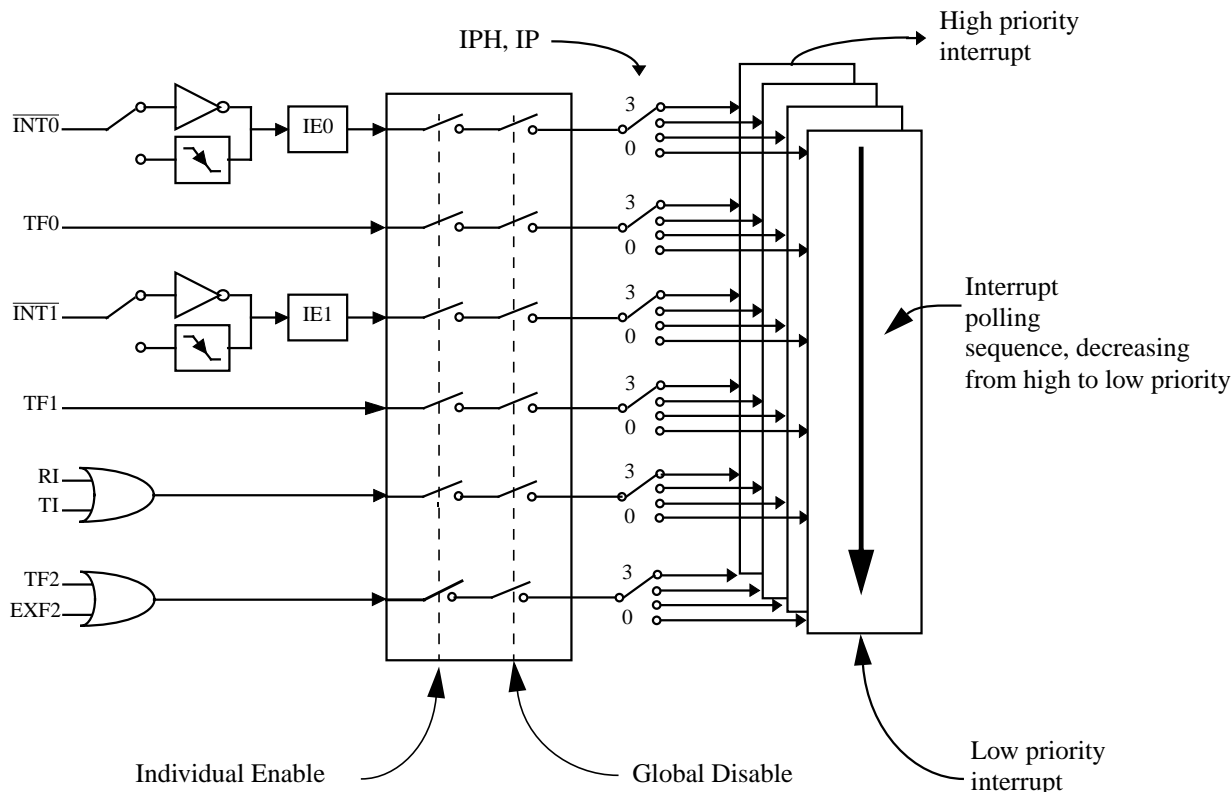 High priority
interrupt
IPH, IP
INT0
IE0
3
0
TF0
3
0
INT1
IE1
3
0
Interrupt
polling
sequence, decreasing
from high to low priority
TF1
3
0
RI
TI
3
0
TF2
EXF2
3
0
Individual Enable
Global Disable
Low priority
interrupt